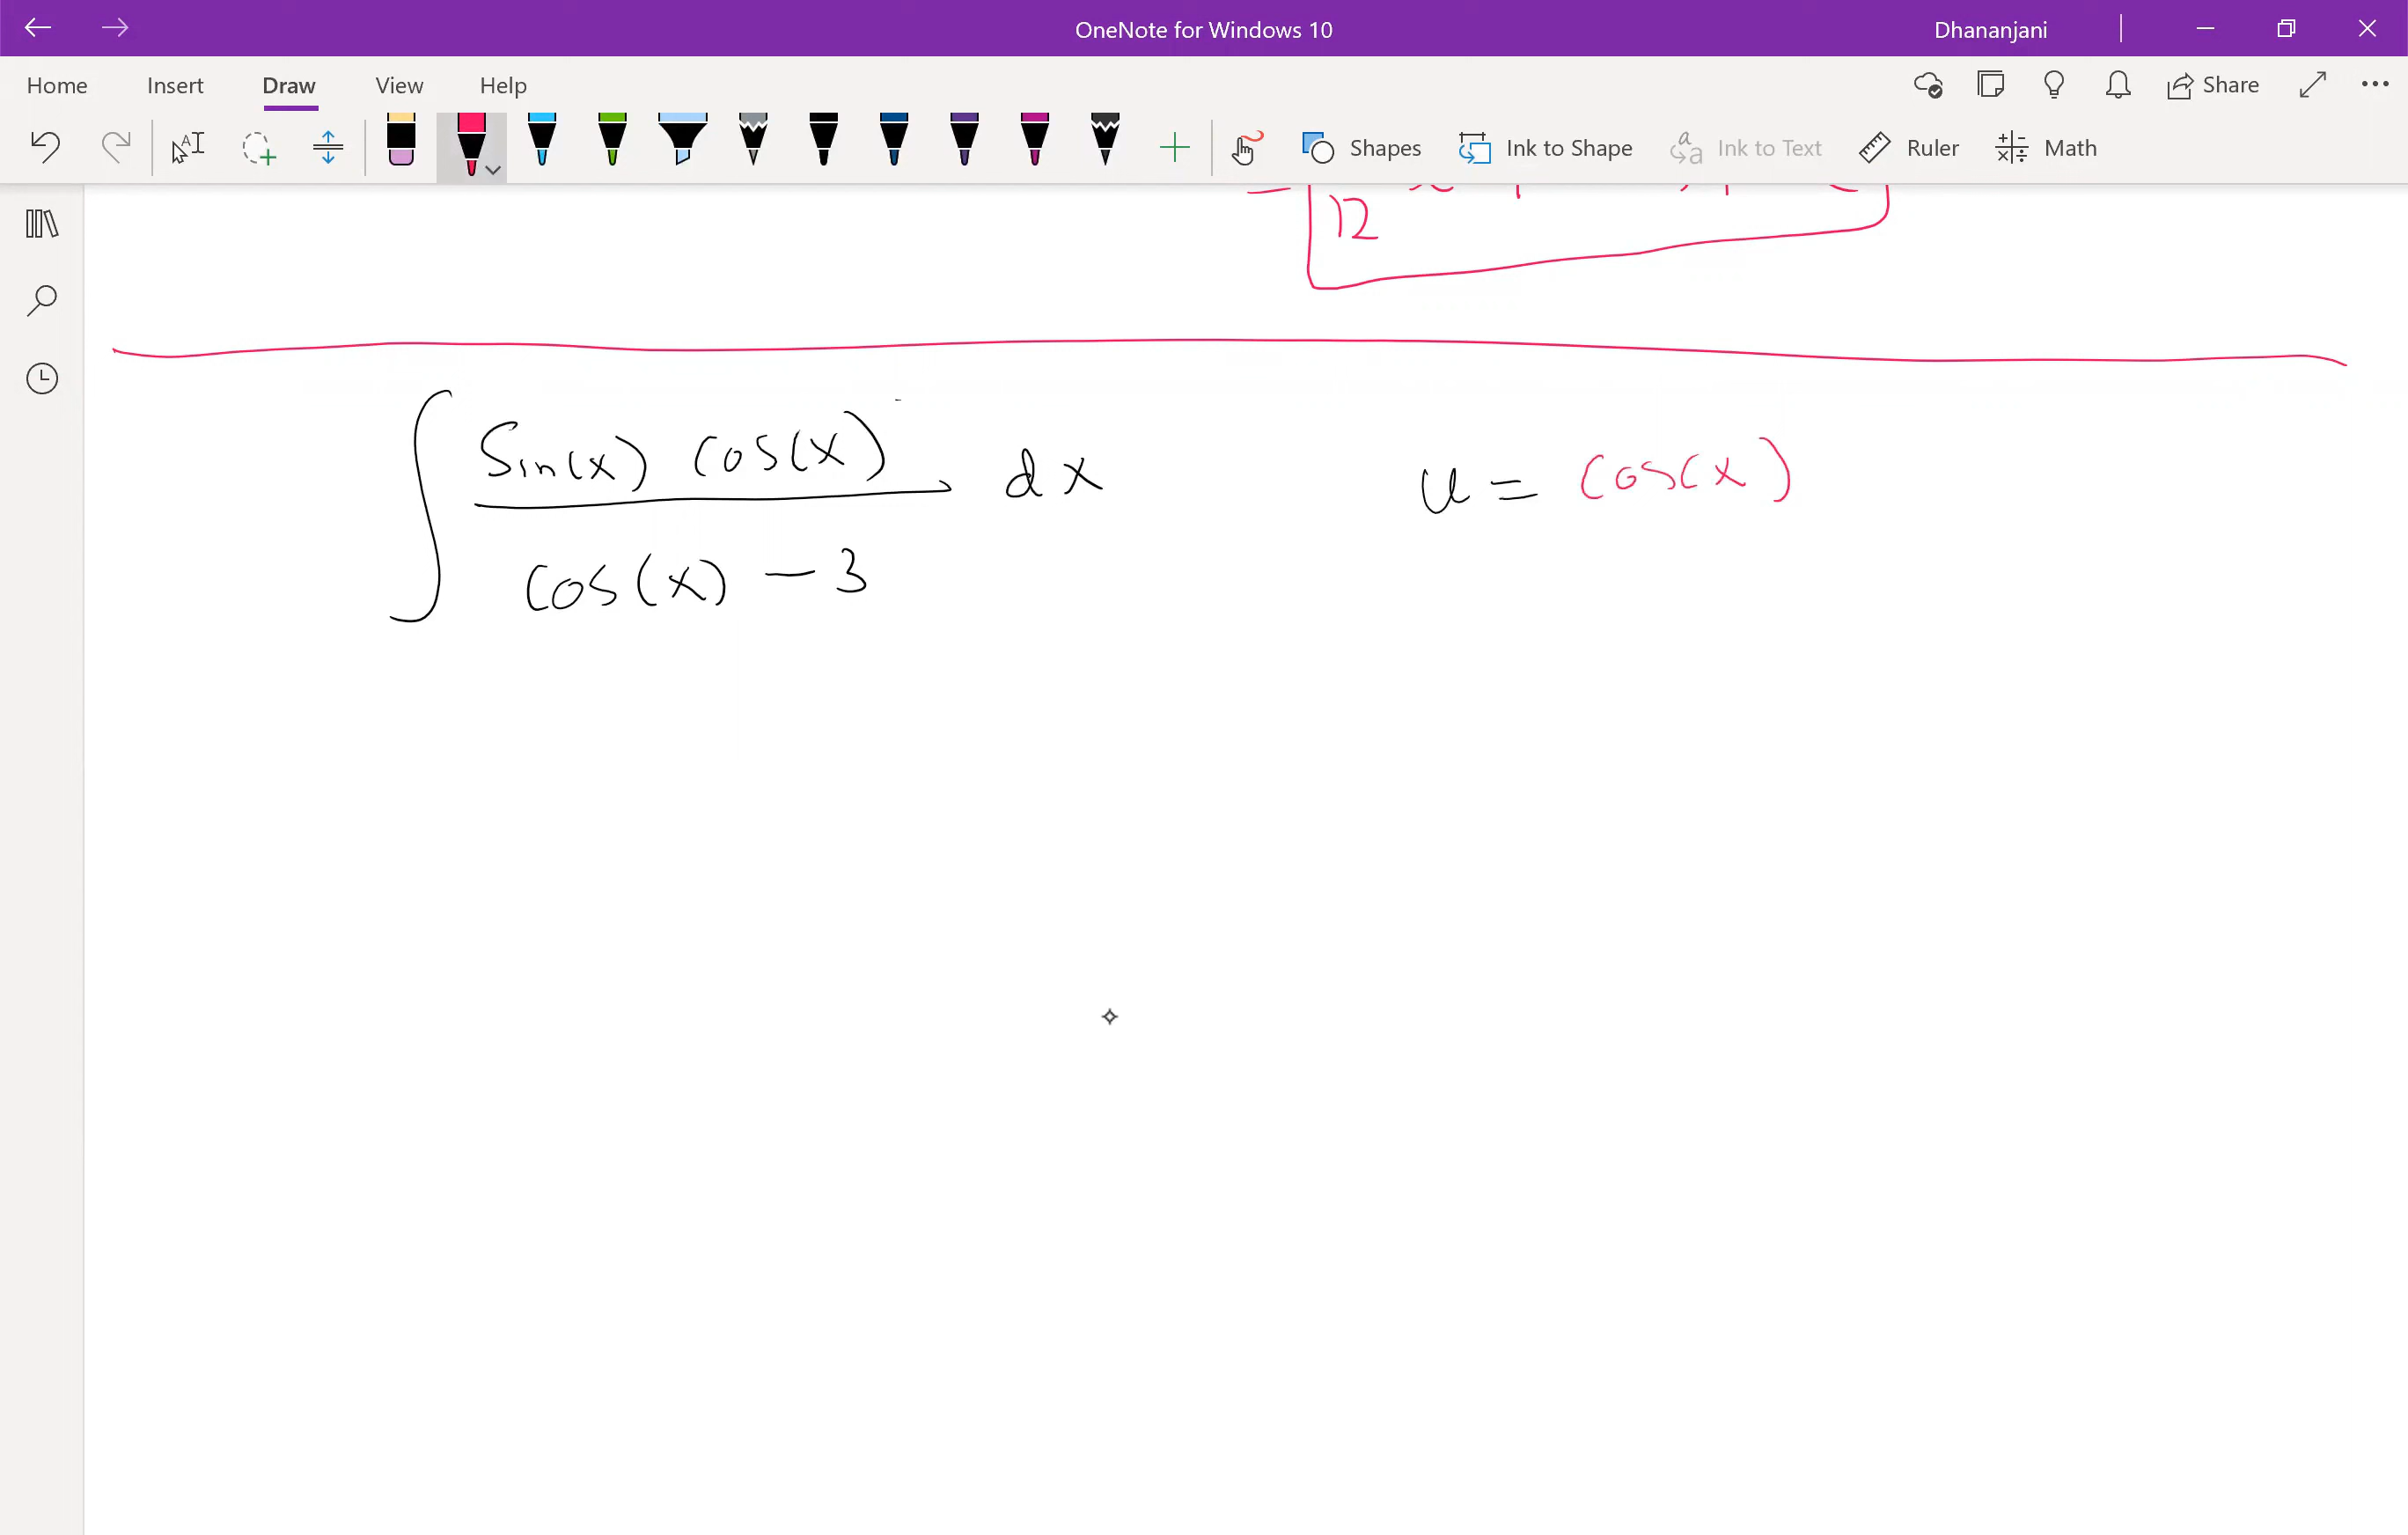 OneNote for Windows 10
Dhananjani
Home Insert Draw View Help
Share
Shapes Ink to Shape Ink to Text Ruler Math
12
∫ Sin(x) cos(x) / cos(x) - 3 dx
u = cos(x)